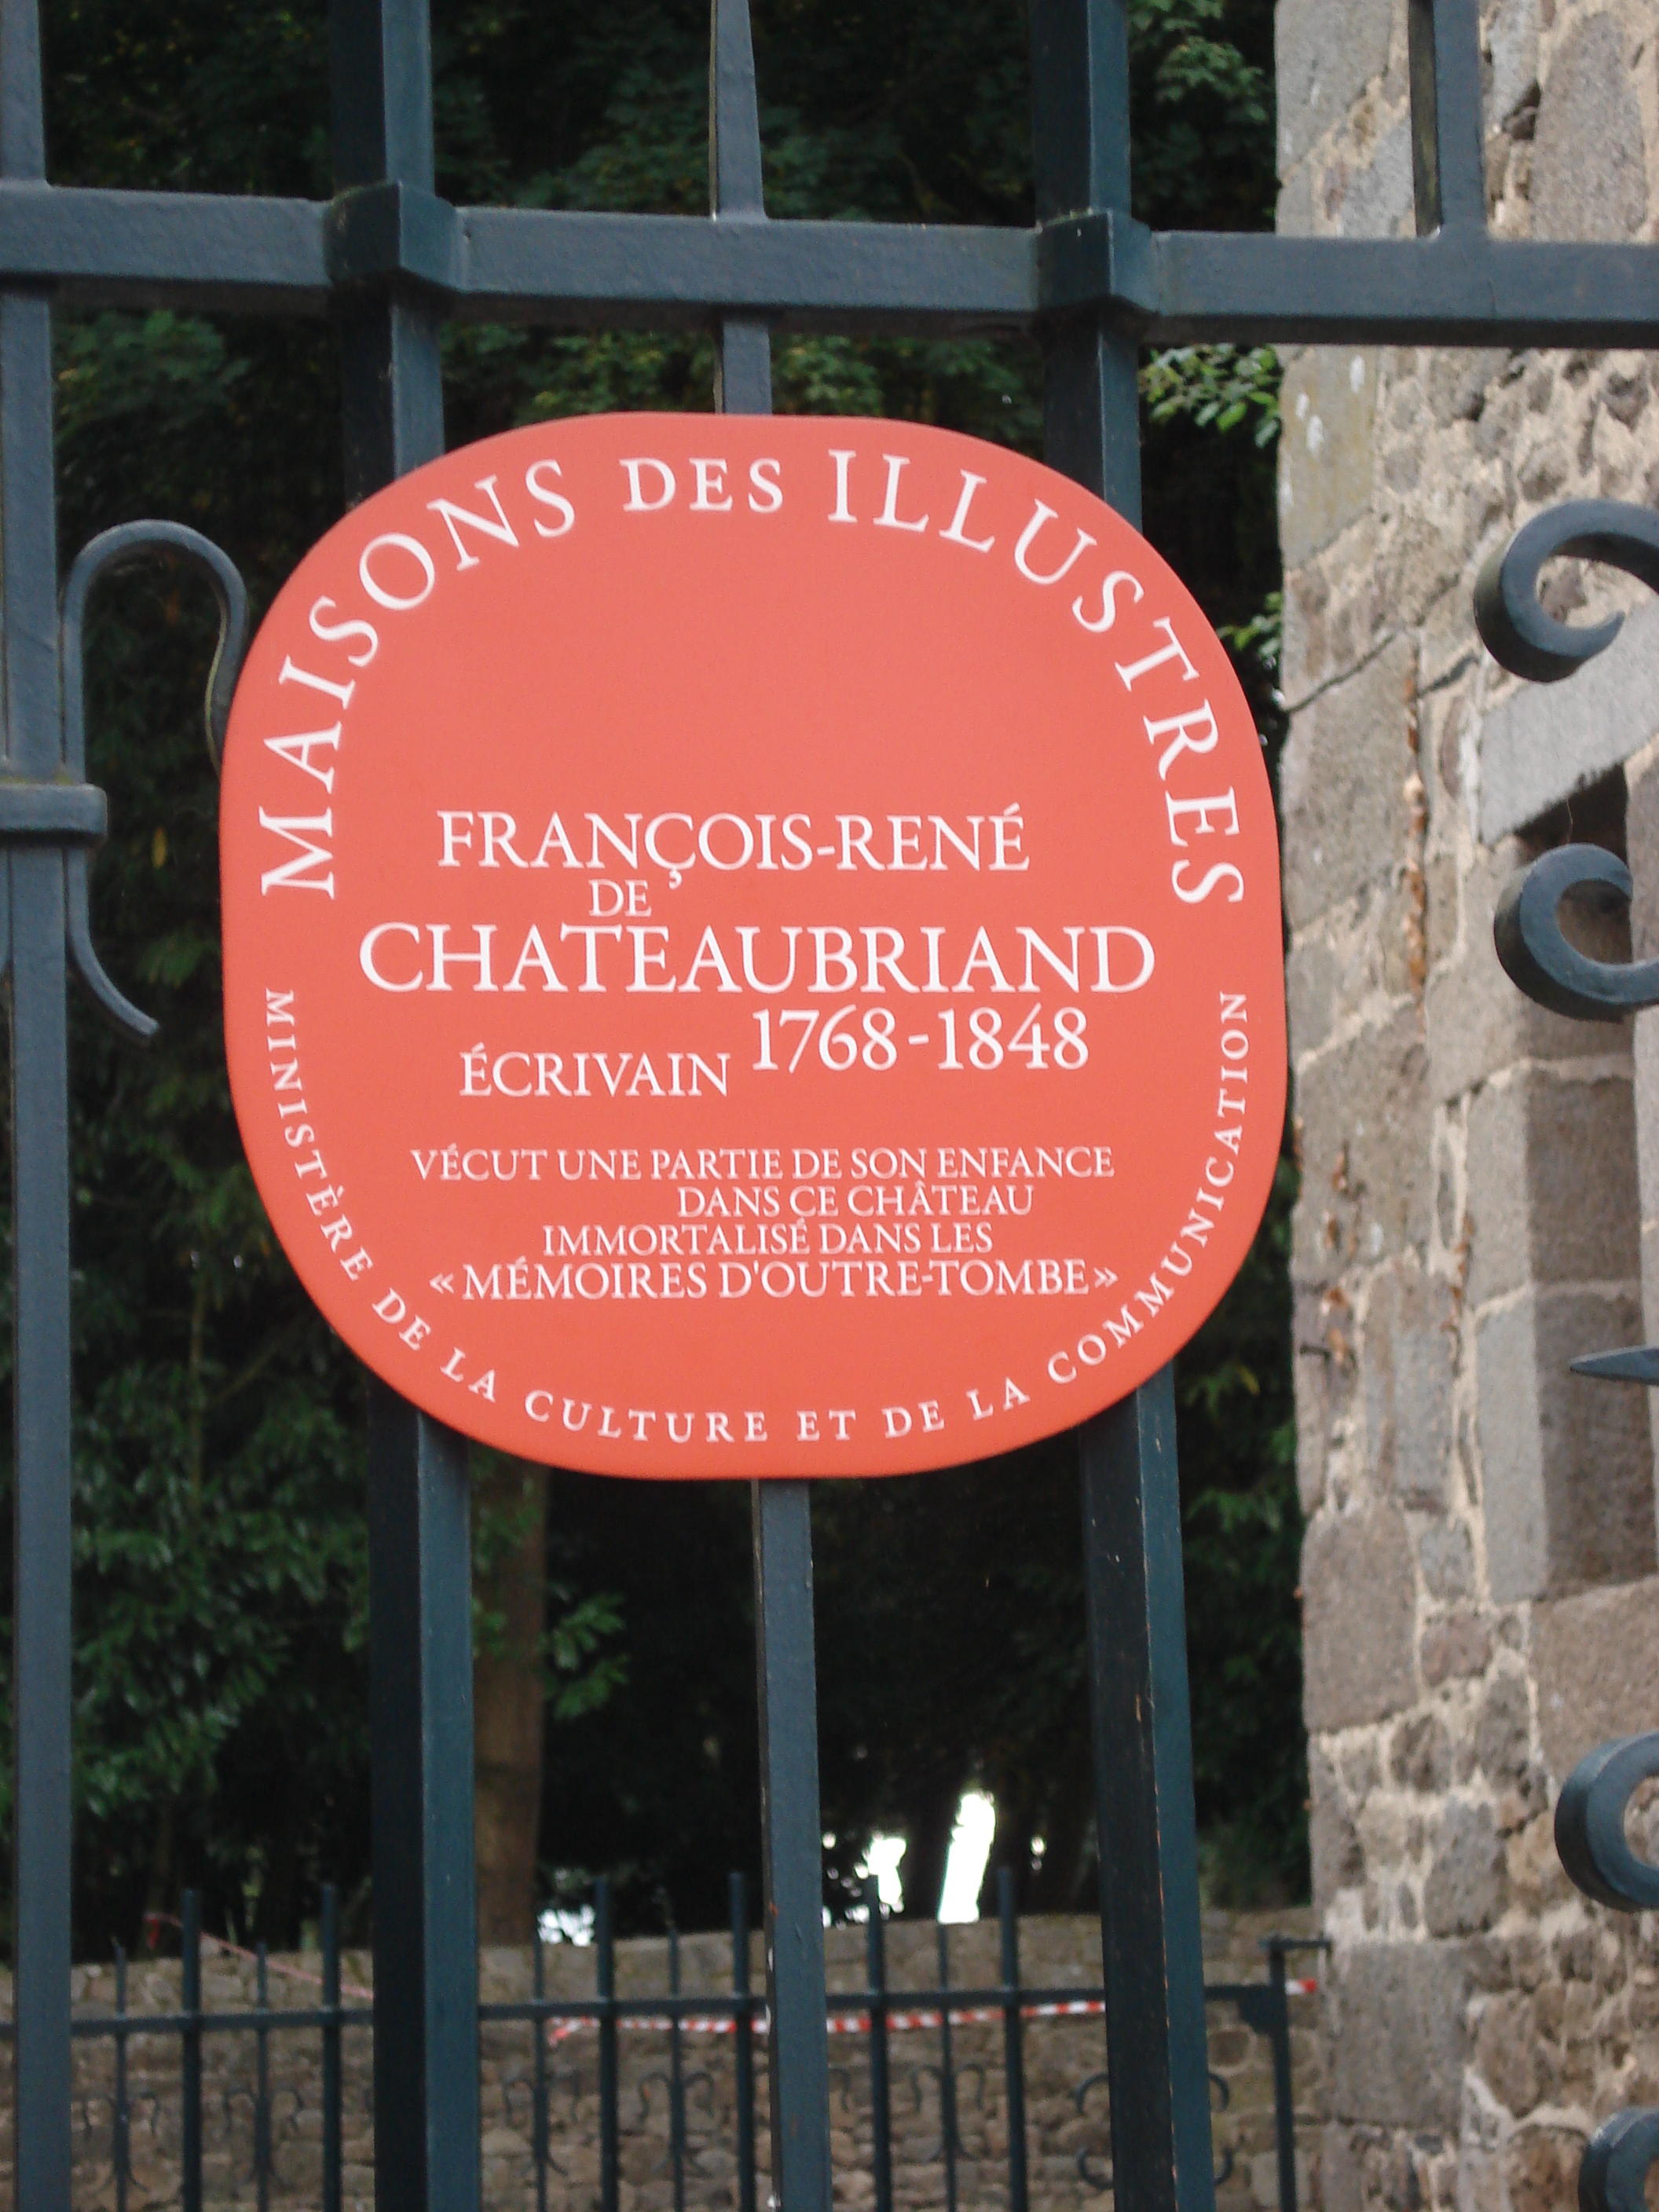 MAISONS DES ILLUSTRES
FRANÇOIS-RENÉ
DE
CHATEAUBRIAND
1768-1848
ÉCRIVAIN
VÉCUT UNE PARTIE DE SON ENFANCE
DANS CE CHÂTEAU
IMMORTALISÉ DANS LES
«MÉMOIRES D'OUTRE-TOMBE»
MINISTÈRE DE LA CULTURE ET DE LA COMMUNICATION